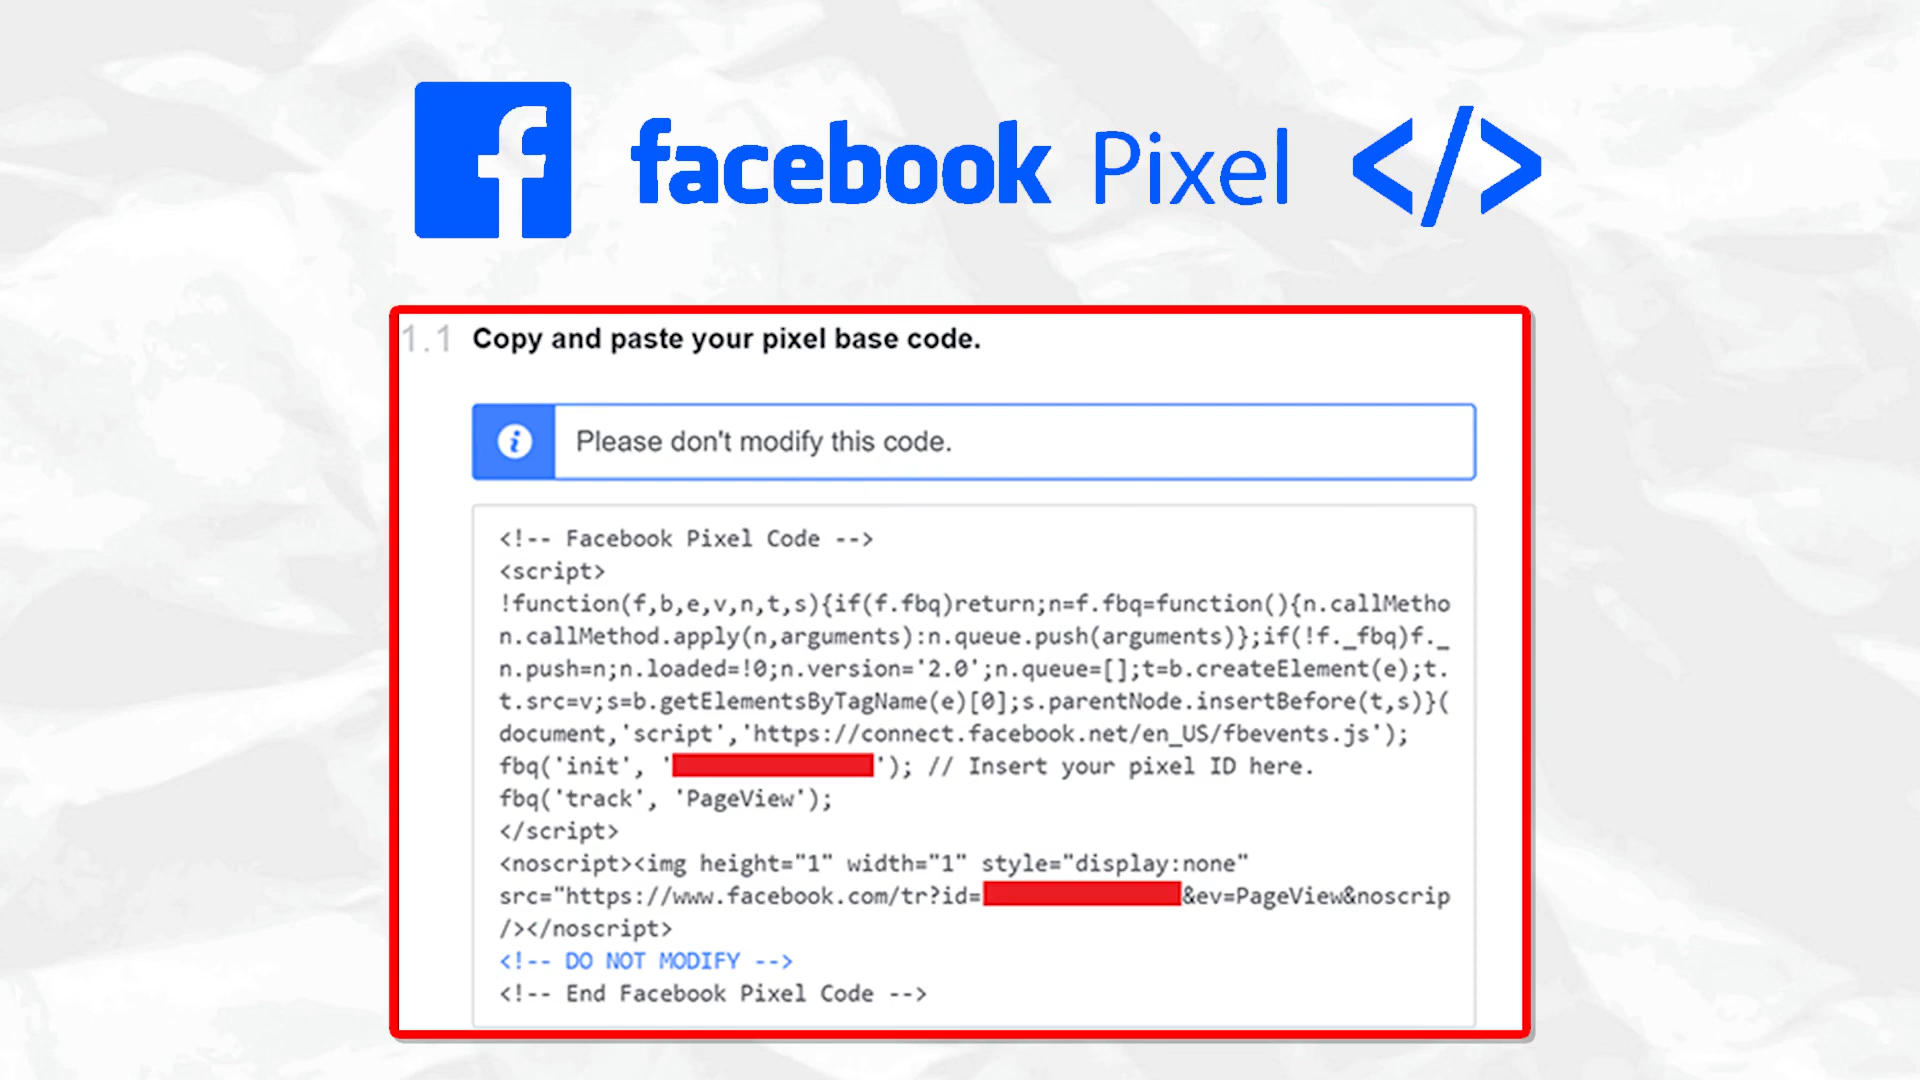 facebook Pixel </>
1.1 Copy and paste your pixel base code.
Please don't modify this code.
<!-- Facebook Pixel Code -->
<script>
!function(f,b,e,v,n,t,s){if(f.fbq)return;n=f.fbq=function(){n.callMetho
n.callMethod.apply(n,arguments):n.queue.push(arguments)};if(!f._fbq)f._
n.push=n;n.loaded=!0;n.version='2.0';n.queue=[];t=b.createElement(e);t.
t.src=v;s=b.getElementsByTagName(e)[0];s.parentNode.insertBefore(t,s)}(
document,'script','https://connect.facebook.net/en_US/fbevents.js');
fbq('init', ' '); // Insert your pixel ID here.
fbq('track', 'PageView');
</script>
<noscript><img height="1" width="1" style="display:none"
src="https://www.facebook.com/tr?id= &ev=PageView&noscrip
/></noscript>
<!-- DO NOT MODIFY -->
<!-- End Facebook Pixel Code -->